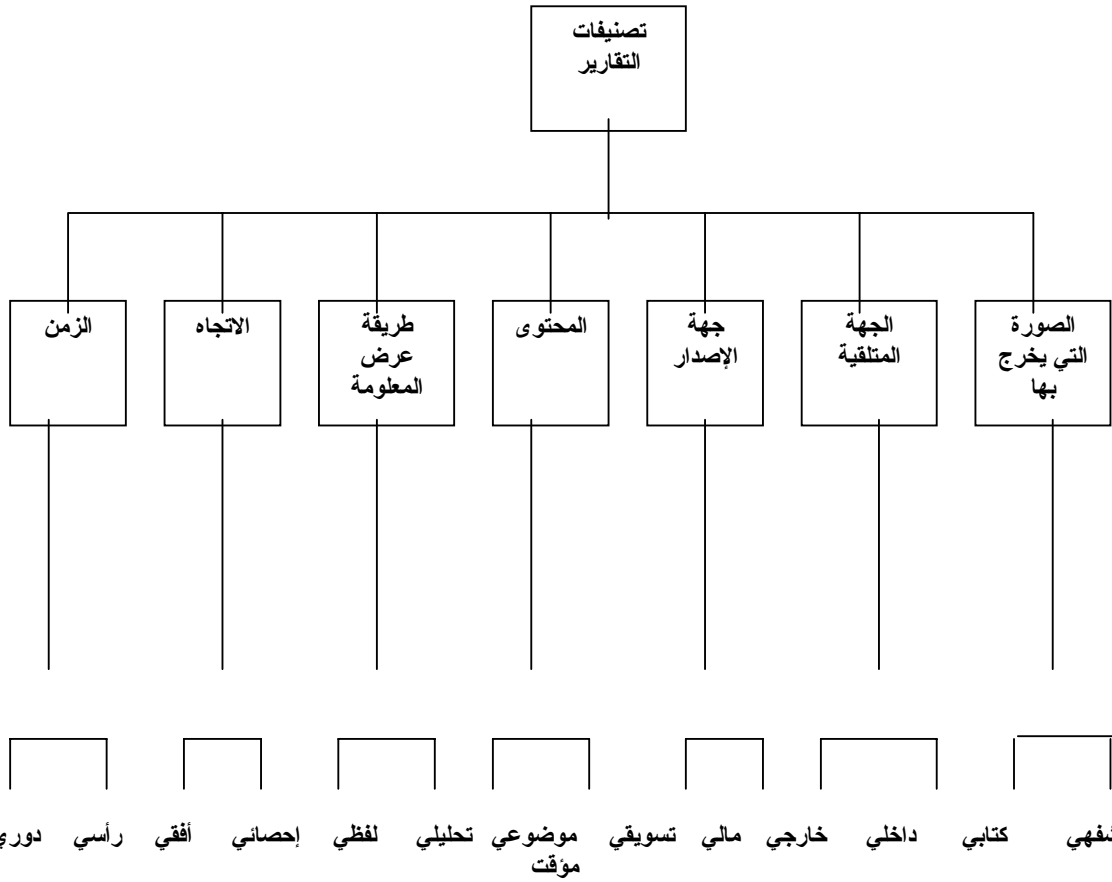 تصنيفات
التقارير
الصورة
التي يخرج
بها
الجهة
المتلقية
جهة
الإصدار
المحتوى
طريقة
عرض
المعلومة
الاتجاه
الزمن
كتابي داخلي خارجي مالي تسويقي موضوعي تحليلي لفظي إحصائي أفقي رأسي
مؤقت